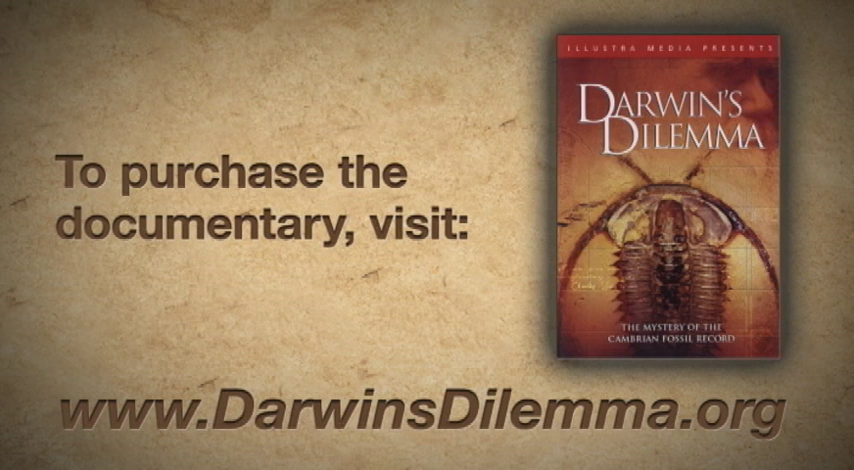 To purchase the
documentary, visit:
ILLUSTRA MEDIA PRESENTS
DARWIN'S
DILEMMA
THE MYSTERY OF THE
CAMBRIAN FOSSIL RECORD
www.DarwinsDilemma.org